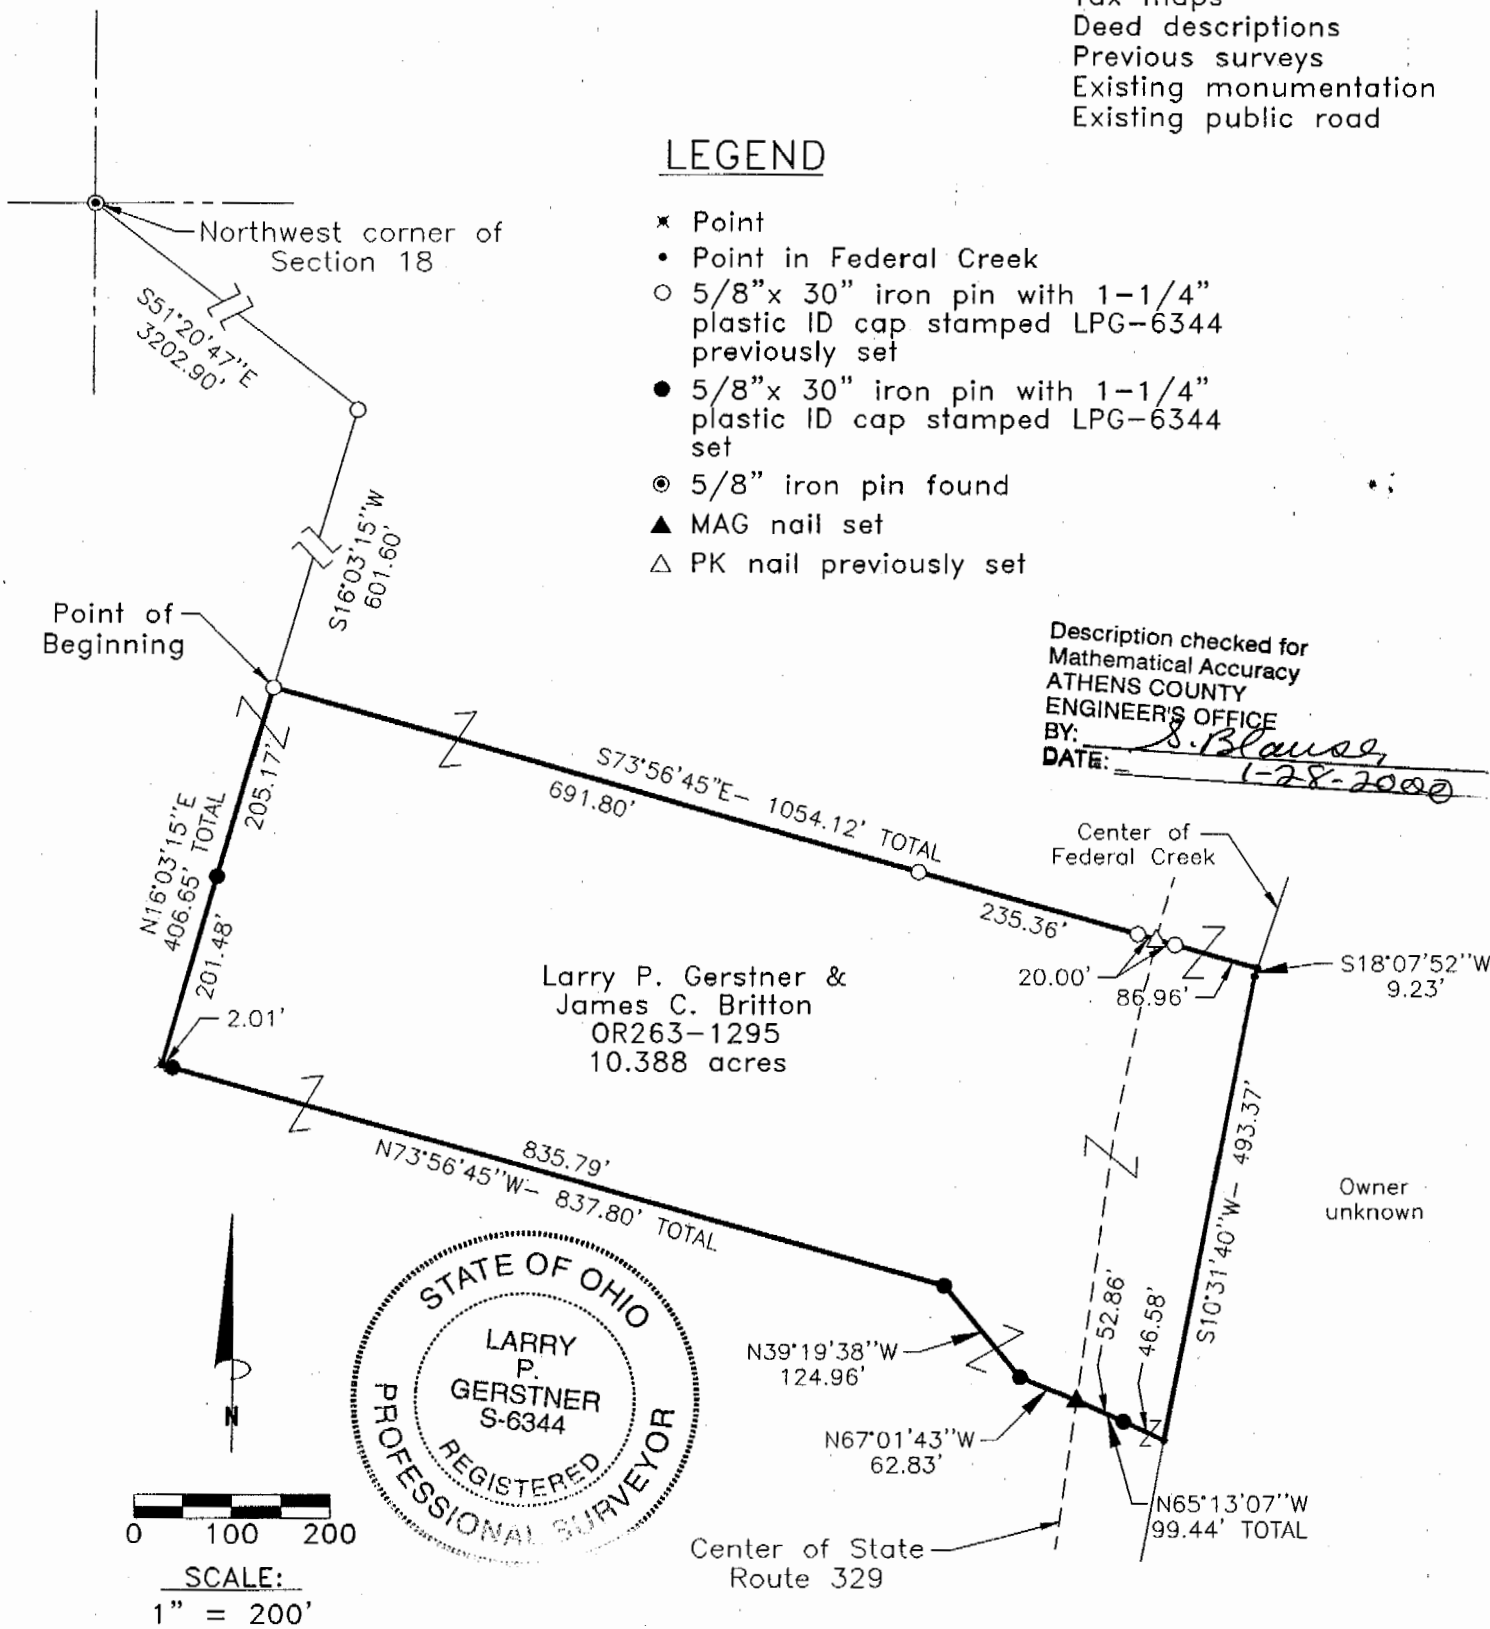 Deed descriptions
Previous surveys
Existing monumentation
Existing public road
LEGEND
Point
Point in Federal Creek
5/8"x 30" iron pin with 1-1/4"
plastic ID cap stamped LPG-6344
previously set
5/8"x 30" iron pin with 1-1/4"
plastic ID cap stamped LPG-6344
set
5/8" iron pin found
MAG nail set
PK nail previously set
Northwest corner of
Section 18
S51°20'47"E
3202.90'
S16°03'15"W
601.60'
Point of
Beginning
Description checked for
Mathematical Accuracy
ATHENS COUNTY
ENGINEER'S OFFICE
BY: S.
DATE: 1-28-2000
S73°56'45"E- 1054.12' TOTAL
691.80'
205.17'
N16°03'15"E
406.65' TOTAL
201.48'
2.01'
Center of
Federal Creek
235.36'
20.00'
86.96'
S18°07'52"W
9.23'
Larry P. Gerstner &
James C. Britton
OR263-1295
10.388 acres
835.79'
N73°56'45"W- 837.80' TOTAL
S10°31'40"W- 493.37'
Owner
unknown
52.86'
46.58'
N39°19'38"W
124.96'
N67°01'43"W
62.83'
N65°13'07"W
99.44' TOTAL
Center of State
Route 329
STATE OF OHIO
LARRY
P.
GERSTNER
S-6344
REGISTERED
PROFESSIONAL SURVEYOR
N
0 100 200
SCALE:
1" = 200'